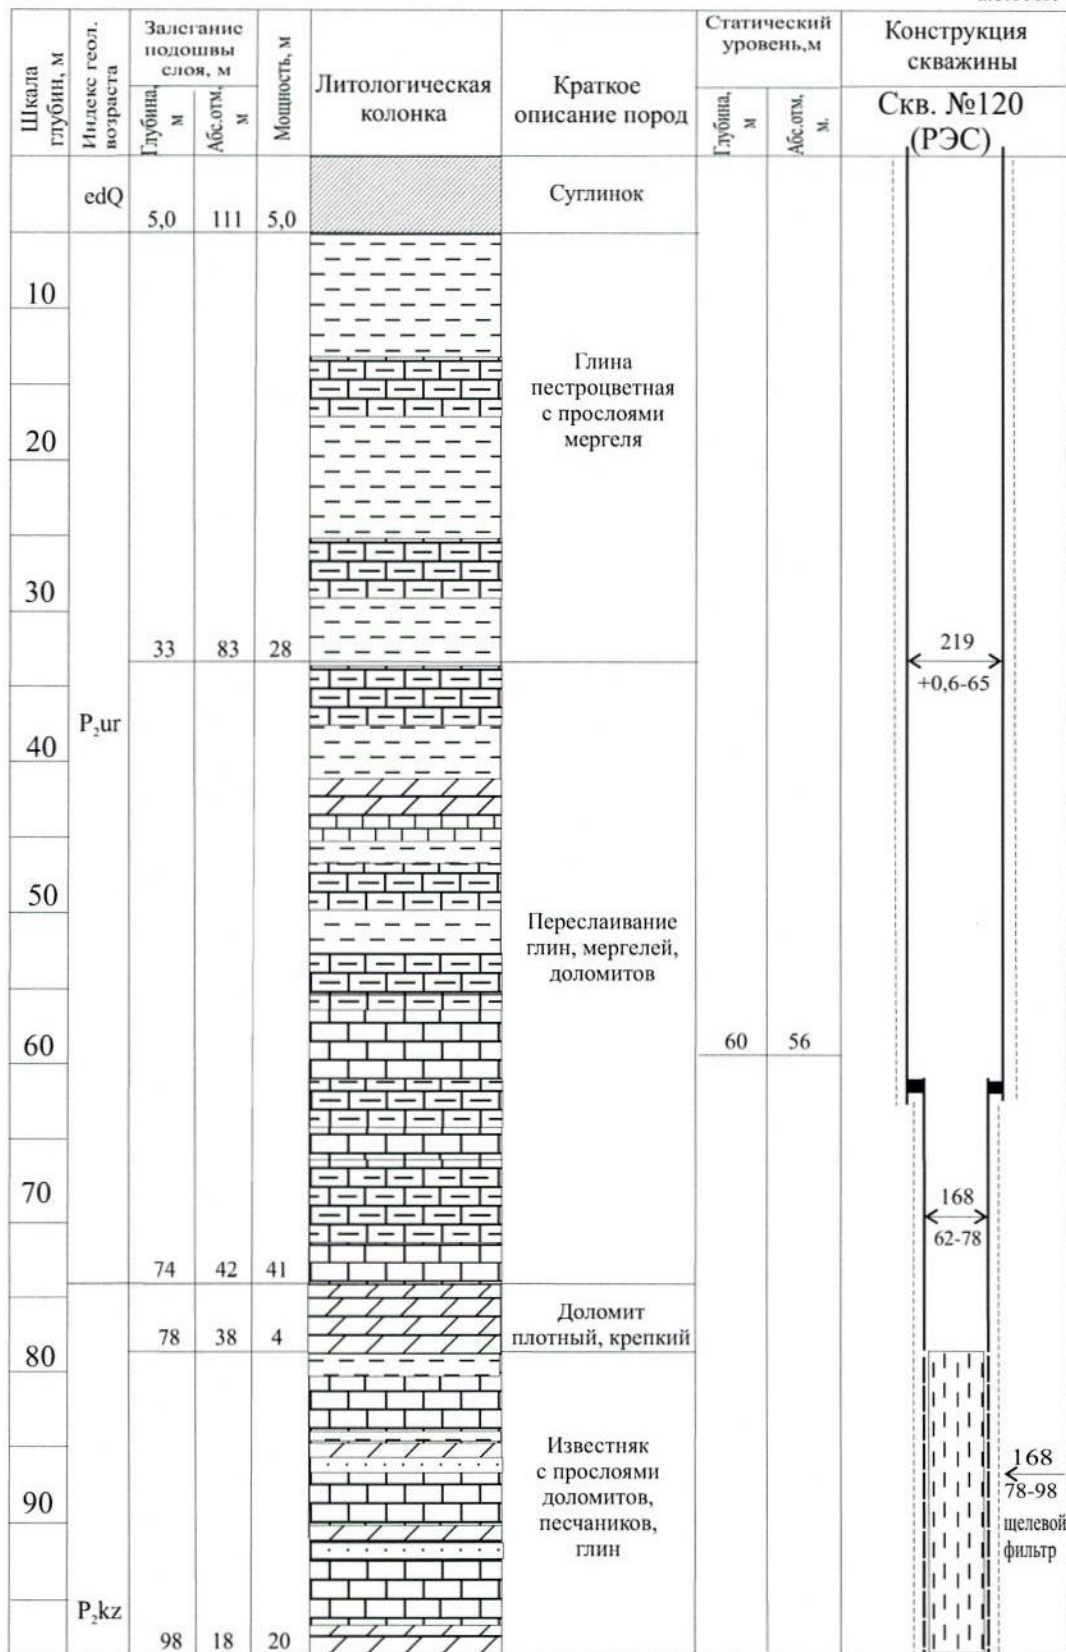 Шкала глубин, м
Индекс геол. возраста
Залегание
подошвы
слоя, м
Глубина, м
Абс.отм, м
Мощность, м
Литологическая
колонка
Краткое
описание пород
Статический
уровень,м
Глубина, м
Абс.отм, м.
Конструкция
скважины
Скв. №120
(РЭС)
edQ
5,0 111 5,0
Суглинок
10
Глина
пестроцветная
с прослоями
мергеля
20
30
33 83 28
219
+0,6-65
P₂ur
40
50
Переслаивание
глин, мергелей,
доломитов
60
60 56
70
168
62-78
74 42 41
Доломит
плотный, крепкий
78 38 4
80
Известняк
с прослоями
доломитов,
песчаников,
глин
168
78-98
щелевой
фильтр
90
P₂kz
98 18 20